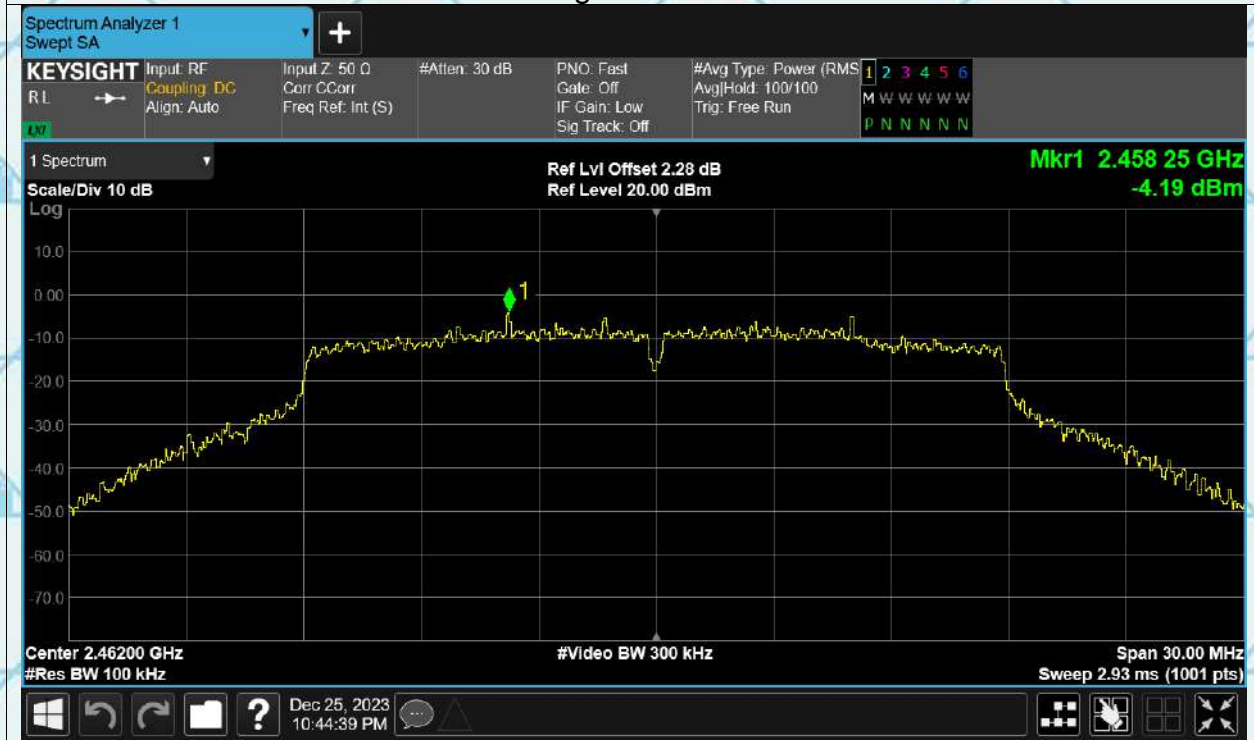 Spectrum Analyzer 1
Swept SA
+
KEYSIGHT
RL
LXI
Input: RF
Coupling: DC
Align: Auto
Input Z: 50 Ω
Corr CCorr
Freq Ref: Int (S)
#Atten: 30 dB
PNO: Fast
Gate: Off
IF Gain: Low
Sig Track: Off
#Avg Type: Power (RMS
Avg|Hold: 100/100
Trig: Free Run
1 2 3 4 5 6
M W W W W W
P N N N N N
1 Spectrum
Scale/Div 10 dB
Log
Ref Lvl Offset 2.28 dB
Ref Level 20.00 dBm
Mkr1 2.458 25 GHz
-4.19 dBm
1
10.0
0.00
-10.0
-20.0
-30.0
-40.0
-50.0
-60.0
-70.0
Center 2.46200 GHz
#Res BW 100 kHz
#Video BW 300 kHz
Span 30.00 MHz
Sweep 2.93 ms (1001 pts)
?
Dec 25, 2023
10:44:39 PM